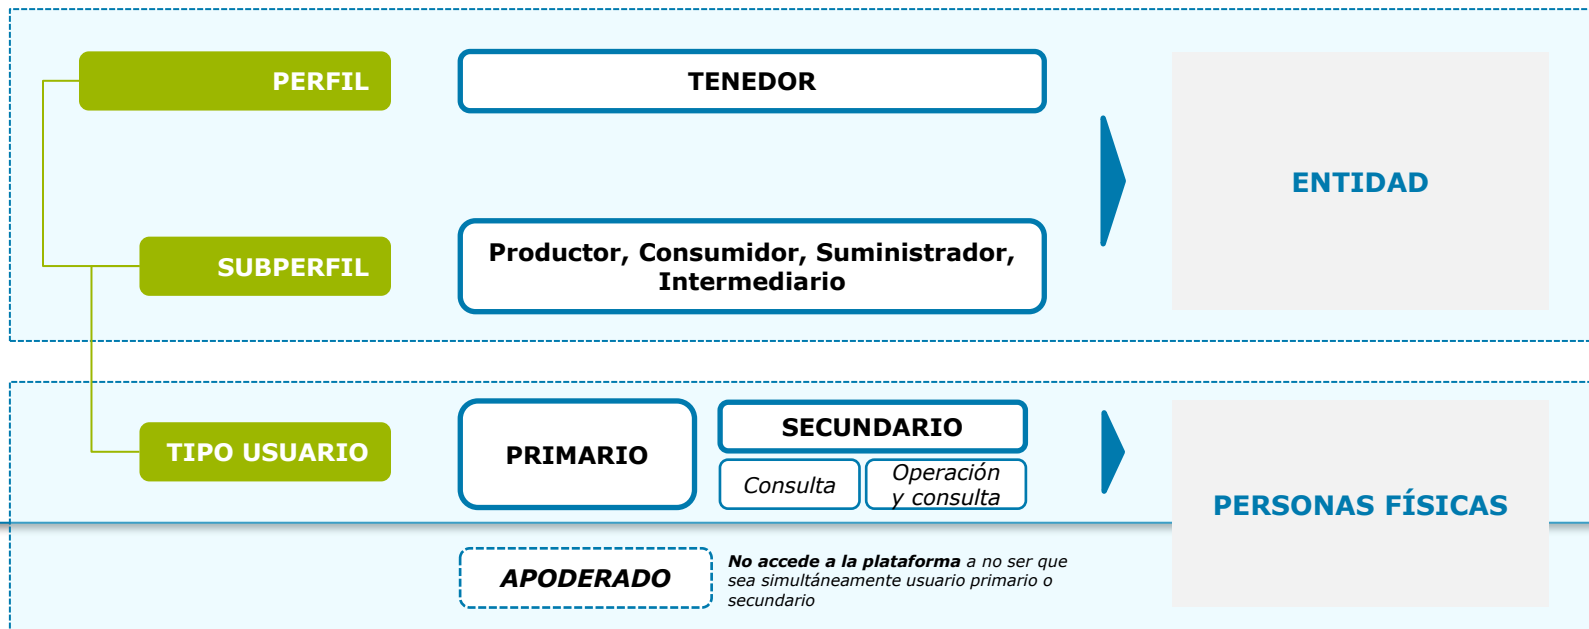 PERFIL
TENEDOR
ENTIDAD
SUBPERFIL
Productor, Consumidor, Suministrador,
Intermediario
TIPO USUARIO
PRIMARIO
SECUNDARIO
Consulta
Operación
y consulta
PERSONAS FÍSICAS
APODERADO
No accede a la plataforma a no ser que
sea simultáneamente usuario primario o
secundario